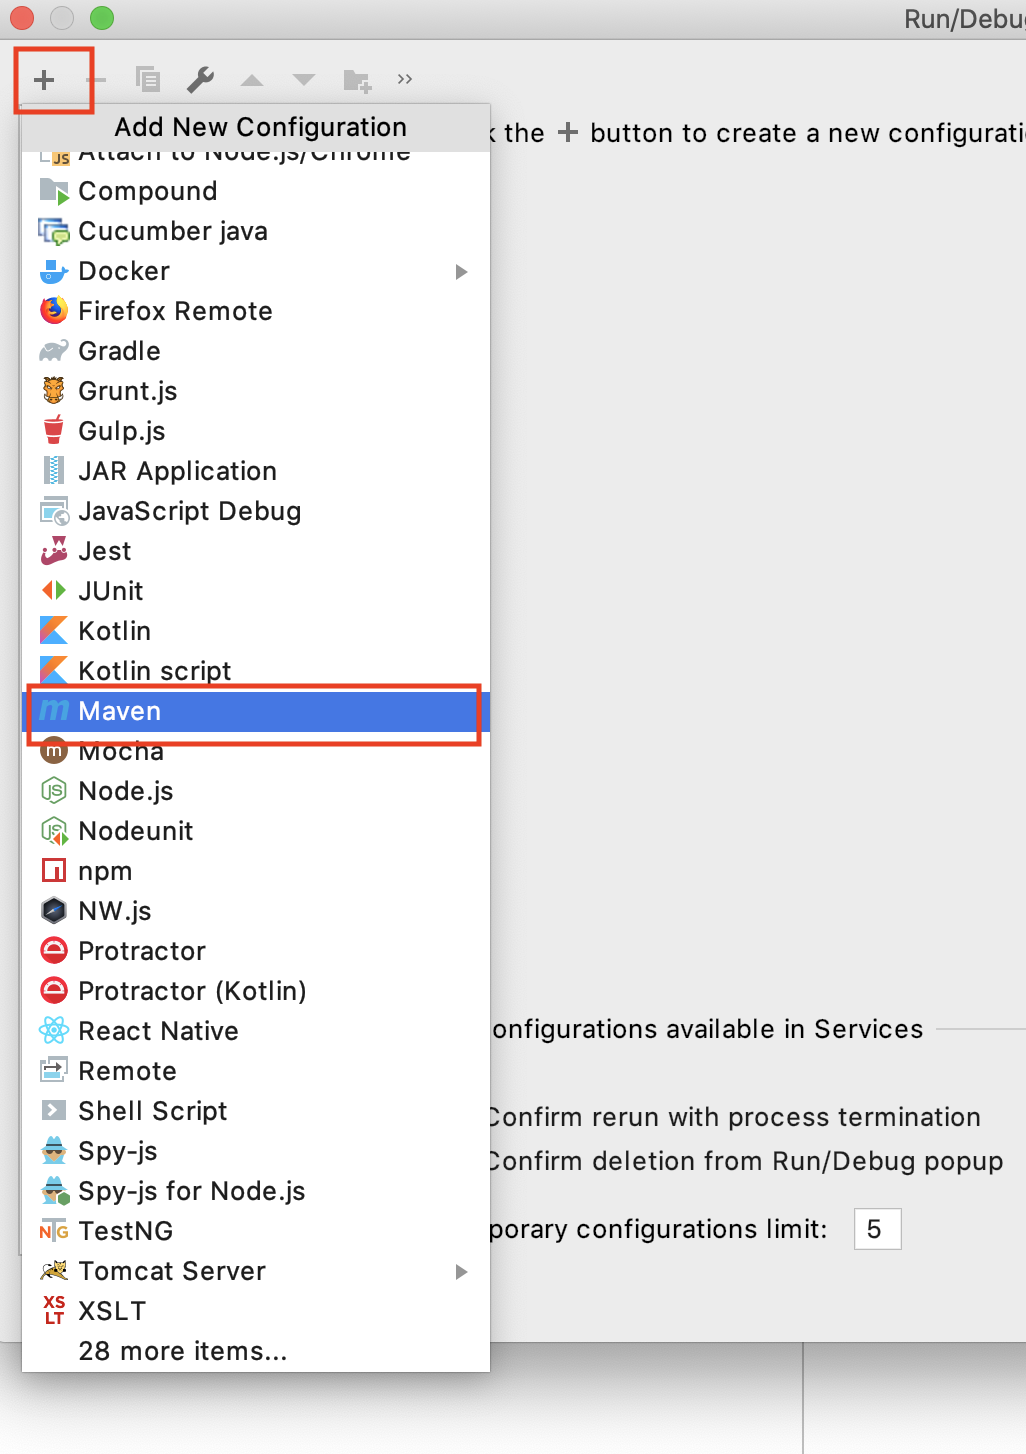 Run/Debug
Add New Configuration
the + button to create a new configurati
Attach to Node.js/Chrome
Compound
Cucumber java
Docker
Firefox Remote
Gradle
Grunt.js
Gulp.js
JAR Application
JavaScript Debug
Jest
JUnit
Kotlin
Kotlin script
Maven
Mocha
Node.js
Nodeunit
npm
NW.js
Protractor
Protractor (Kotlin)
React Native
onfigurations available in Services
Remote
Shell Script
Confirm rerun with process termination
Spy-js
Confirm deletion from Run/Debug popup
Spy-js for Node.js
TestNG
porary configurations limit: 5
Tomcat Server
XSLT
28 more items...